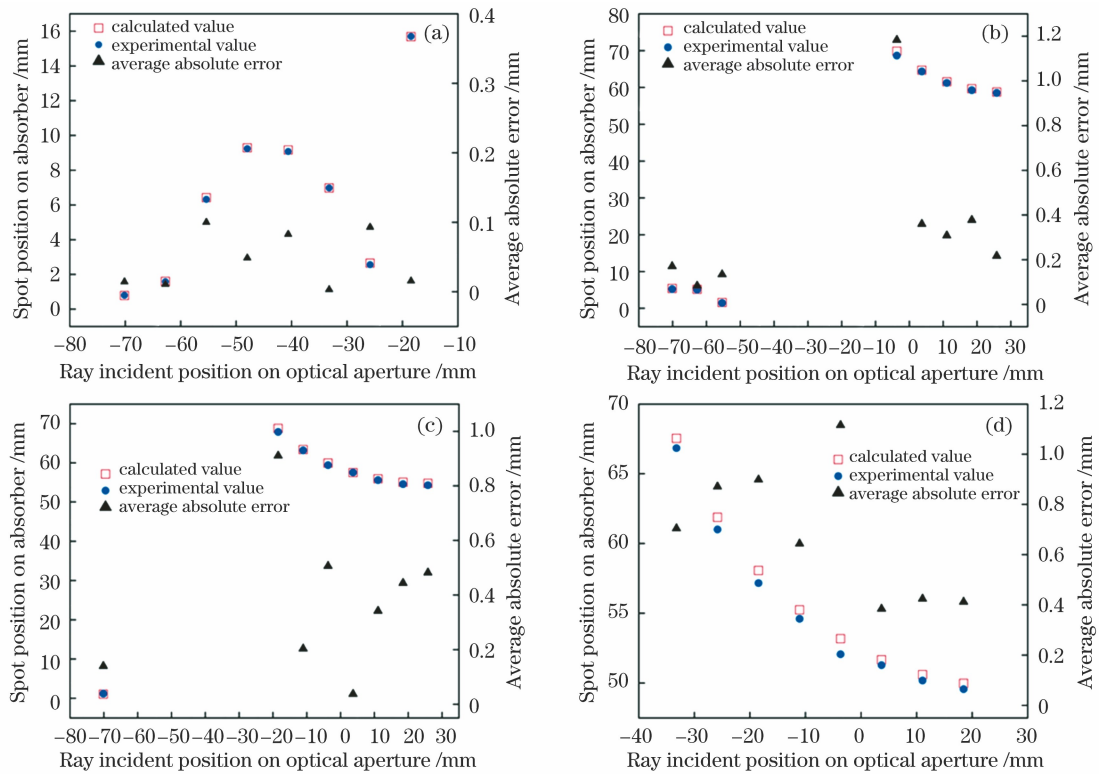 (a)
calculated value
experimental value
average absolute error
16
14
12
10
8
6
4
2
0
Spot position on absorber /mm
0.4
0.3
0.2
0.1
0
Average absolute error /mm
−80 −70 −60 −50 −40 −30 −20 −10
Ray incident position on optical aperture /mm
(b)
calculated value
experimental value
average absolute error
80
70
60
50
40
30
20
10
0
Spot position on absorber /mm
1.2
1.0
0.8
0.6
0.4
0.2
0
Average absolute error /mm
−80 −70 −60 −50 −40 −30 −20 −10 0 10 20 30
Ray incident position on optical aperture /mm
(c)
calculated value
experimental value
average absolute error
70
60
50
40
30
20
10
0
Spot position on absorber /mm
1.0
0.8
0.6
0.4
0.2
0
Average absolute error /mm
−80 −70 −60 −50 −40 −30 −20 −10 0 10 20 30
Ray incident position on optical aperture /mm
(d)
calculated value
experimental value
average absolute error
70
65
60
55
50
Spot position on absorber /mm
1.2
1.0
0.8
0.6
0.4
0.2
0
Average absolute error /mm
−40 −30 −20 −10 0 10 20 30
Ray incident position on optical aperture /mm